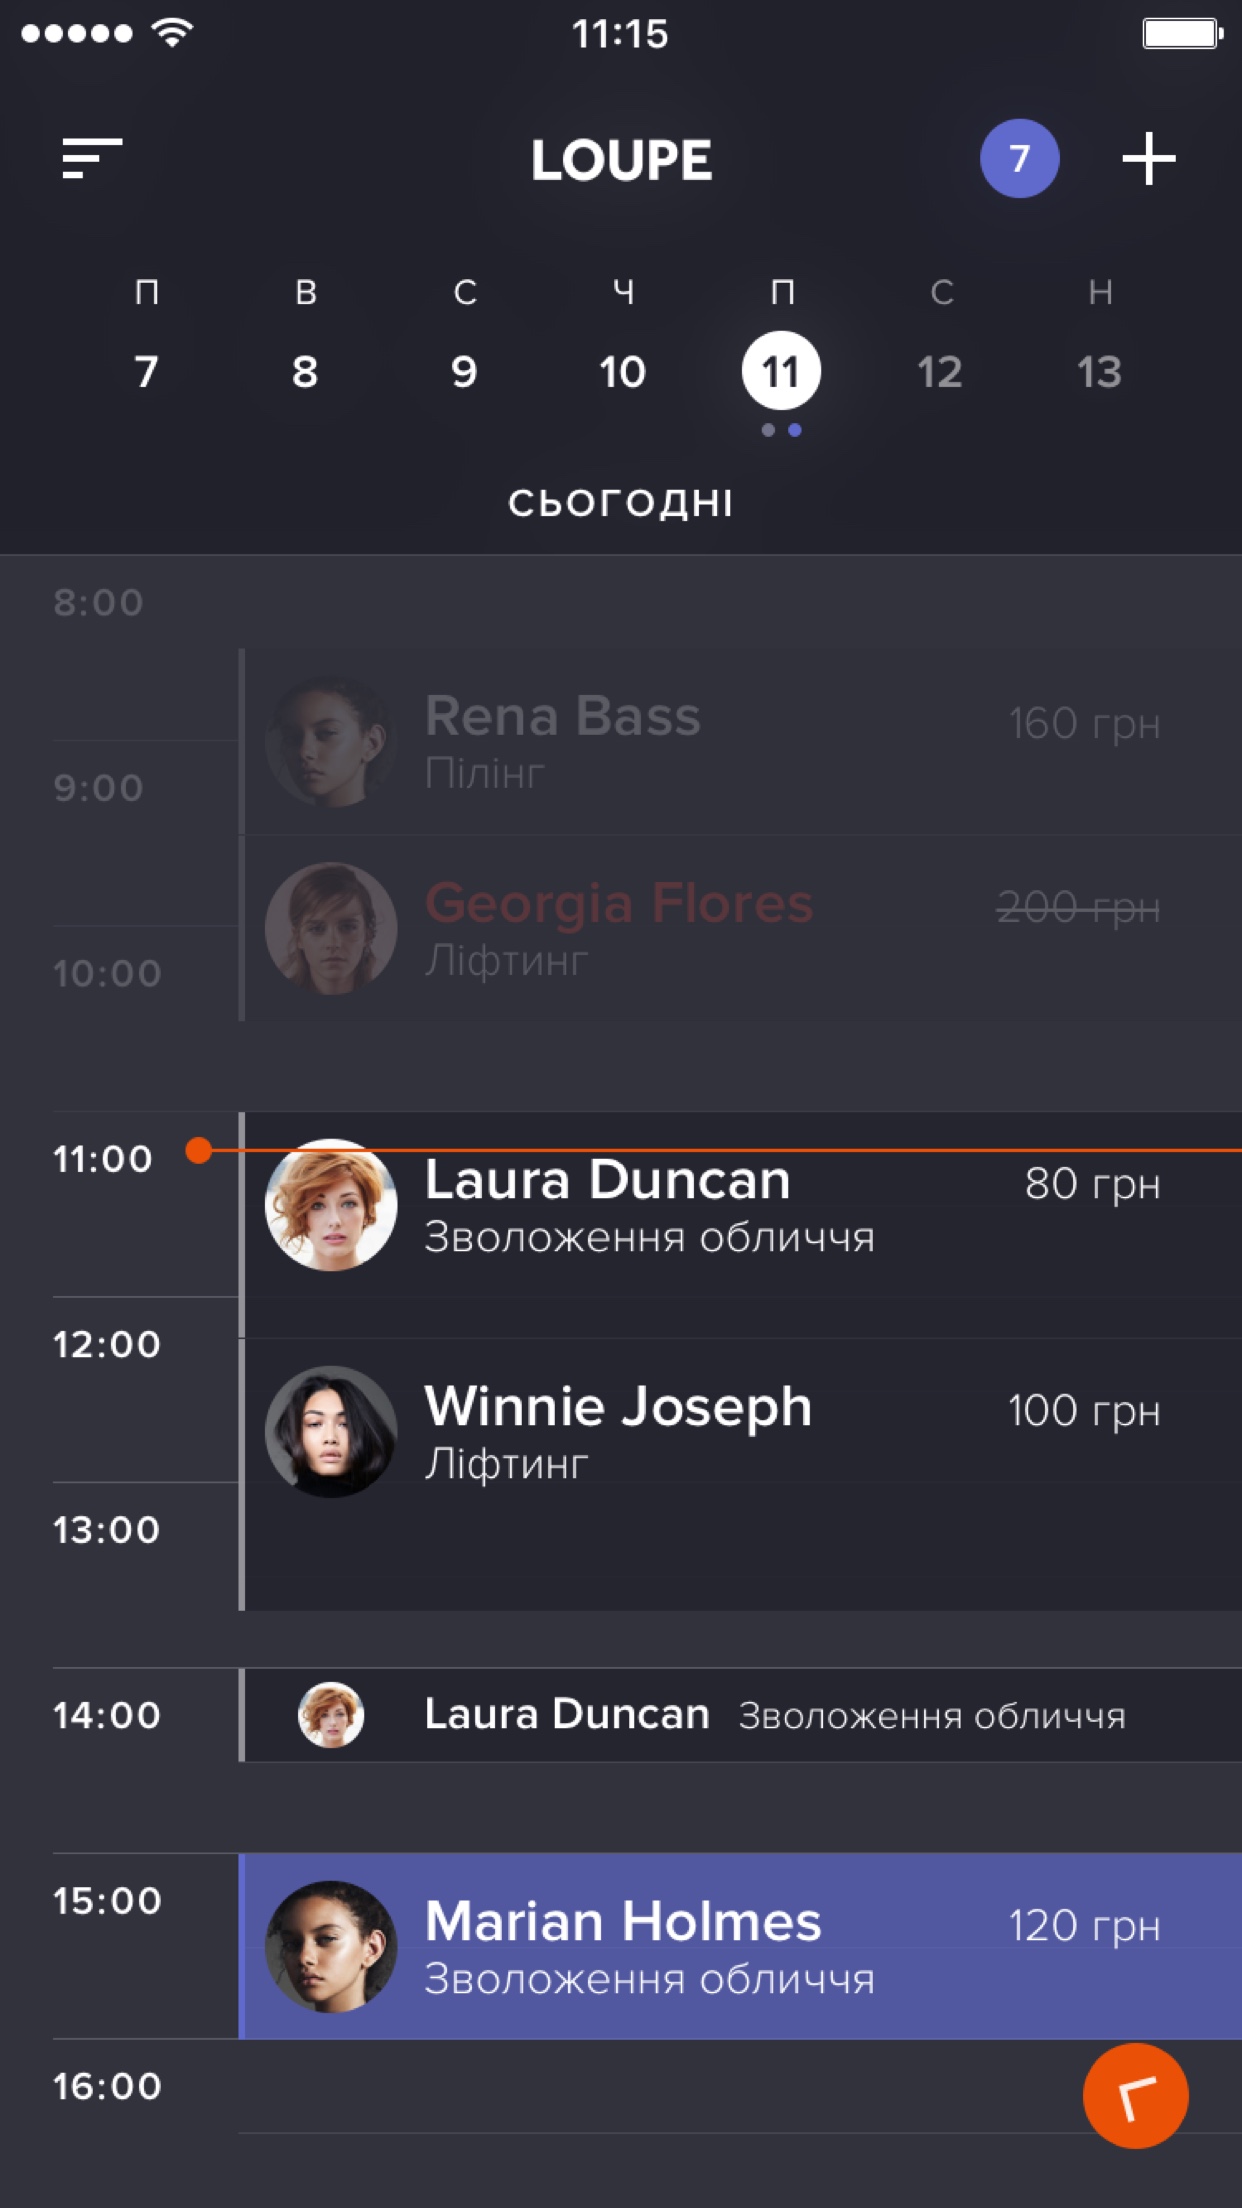 11:15
LOUPE 7
П В С Ч П С Н
7 8 9 10 11 12 13
СЬОГОДНІ
8:00
Rena Bass 160 грн
Пілінг
9:00
Georgia Flores 200 грн
Ліфтинг
10:00
11:00
Laura Duncan 80 грн
Зволоження обличчя
12:00
Winnie Joseph 100 грн
Ліфтинг
13:00
14:00 Laura Duncan Зволоження обличчя
15:00
Marian Holmes 120 грн
Зволоження обличчя
16:00